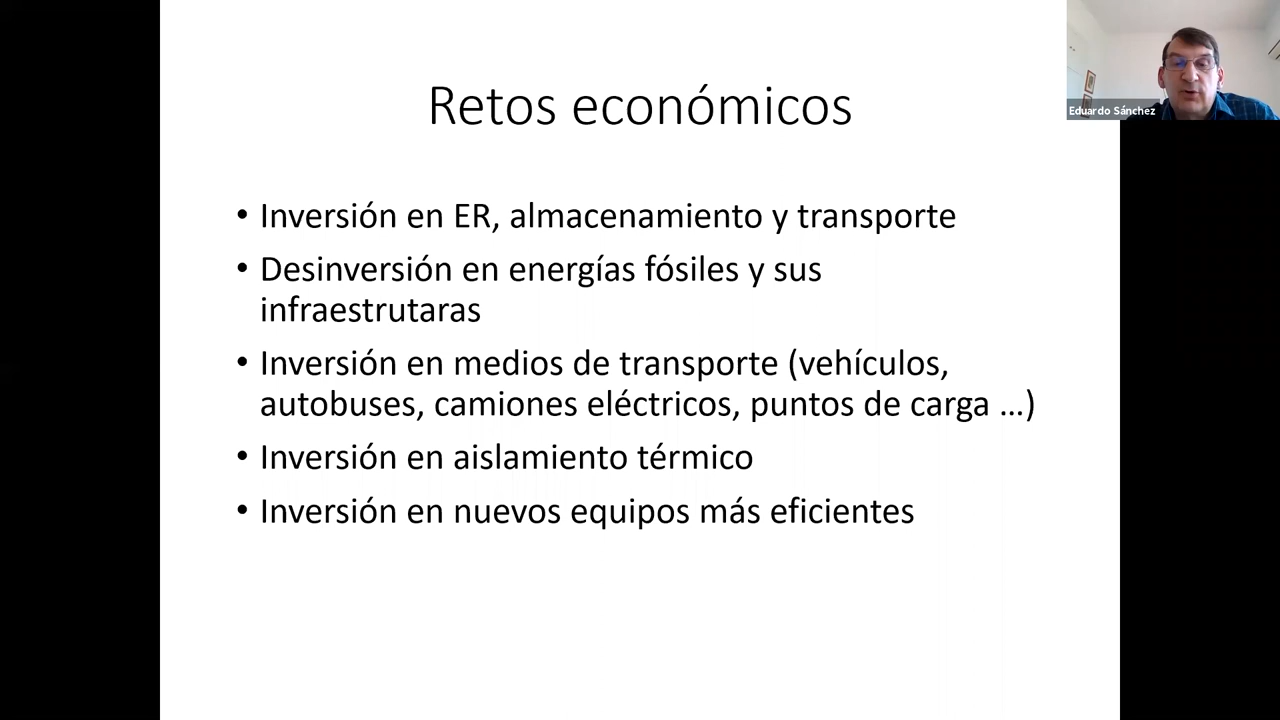 Retos económicos
Eduardo Sánchez
• Inversión en ER, almacenamiento y transporte
• Desinversión en energías fósiles y sus
infraestrutaras
• Inversión en medios de transporte (vehículos,
autobuses, camiones eléctricos, puntos de carga ...)
• Inversión en aislamiento térmico
• Inversión en nuevos equipos más eficientes